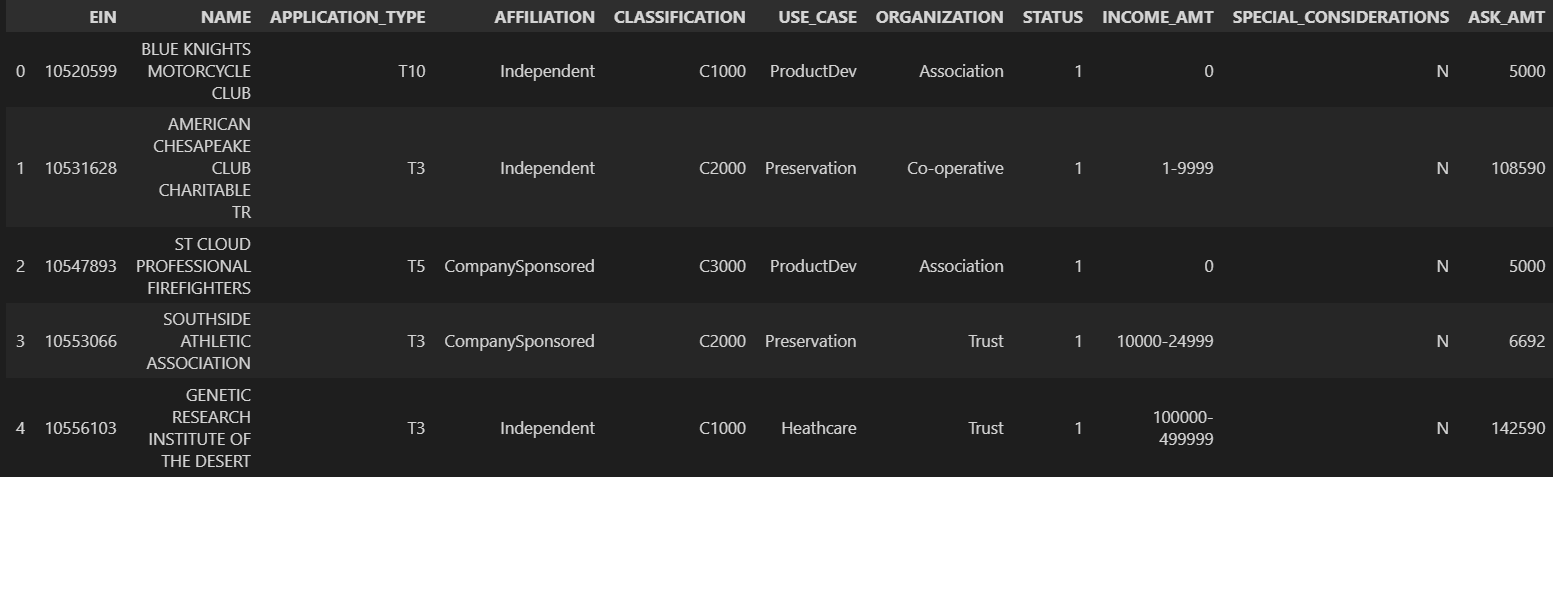 EIN NAME APPLICATION_TYPE AFFILIATION CLASSIFICATION USE_CASE ORGANIZATION STATUS INCOME_AMT SPECIAL_CONSIDERATIONS ASK_AMT
BLUE KNIGHTS
0 10520599 MOTORCYCLE T10 Independent C1000 ProductDev Association 1 0 N 5000
CLUB
AMERICAN
CHESAPEAKE
1 10531628 CLUB T3 Independent C2000 Preservation Co-operative 1 1-9999 N 108590
CHARITABLE
TR
ST CLOUD
2 10547893 PROFESSIONAL T5 CompanySponsored C3000 ProductDev Association 1 0 N 5000
FIREFIGHTERS
SOUTHSIDE
3 10553066 ATHLETIC T3 CompanySponsored C2000 Preservation Trust 1 10000-24999 N 6692
ASSOCIATION
GENETIC
RESEARCH 100000-
4 10556103 T3 Independent C1000 Heathcare Trust 1 N 142590
INSTITUTE OF 499999
THE DESERT